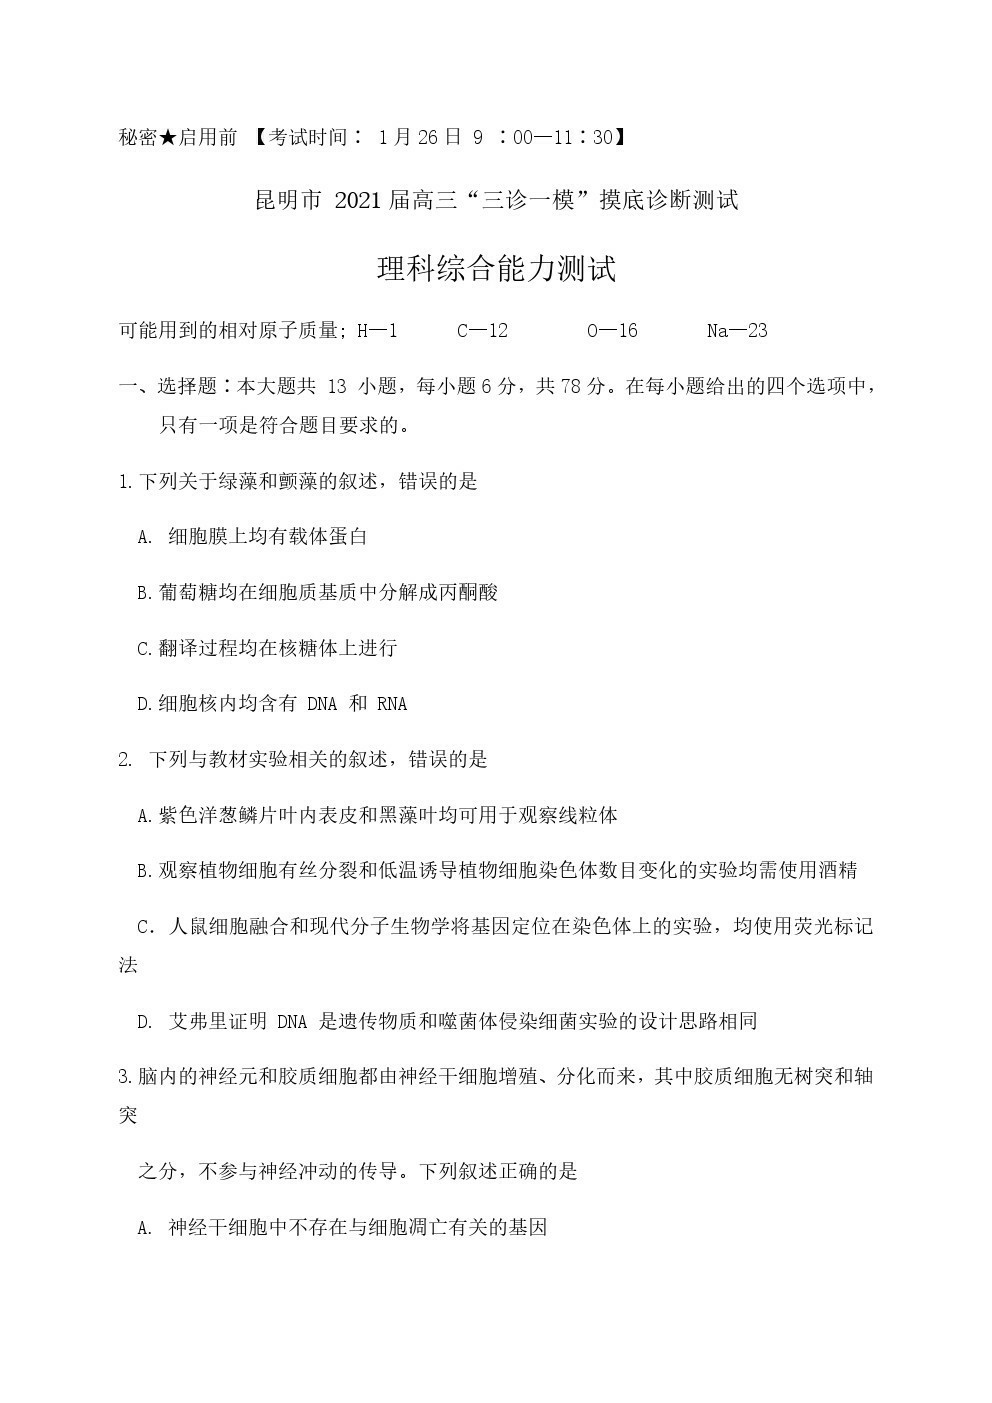 秘密★启用前 【考试时间： 1月26日 9 ：00—11：30】
昆明市 2021届高三“三诊一模”摸底诊断测试
理科综合能力测试
可能用到的相对原子质量; H—1 C—12 O—16 Na—23
一、选择题：本大题共 13 小题，每小题6分，共78分。在每小题给出的四个选项中，
只有一项是符合题目要求的。
1.下列关于绿藻和颤藻的叙述，错误的是
A. 细胞膜上均有载体蛋白
B.葡萄糖均在细胞质基质中分解成丙酮酸
C.翻译过程均在核糖体上进行
D.细胞核内均含有 DNA 和 RNA
2. 下列与教材实验相关的叙述，错误的是
A.紫色洋葱鳞片叶内表皮和黑藻叶均可用于观察线粒体
B.观察植物细胞有丝分裂和低温诱导植物细胞染色体数目变化的实验均需使用酒精
C．人鼠细胞融合和现代分子生物学将基因定位在染色体上的实验，均使用荧光标记
法
D. 艾弗里证明 DNA 是遗传物质和噬菌体侵染细菌实验的设计思路相同
3.脑内的神经元和胶质细胞都由神经干细胞增殖、分化而来，其中胶质细胞无树突和轴
突
之分，不参与神经冲动的传导。下列叙述正确的是
A. 神经干细胞中不存在与细胞凋亡有关的基因